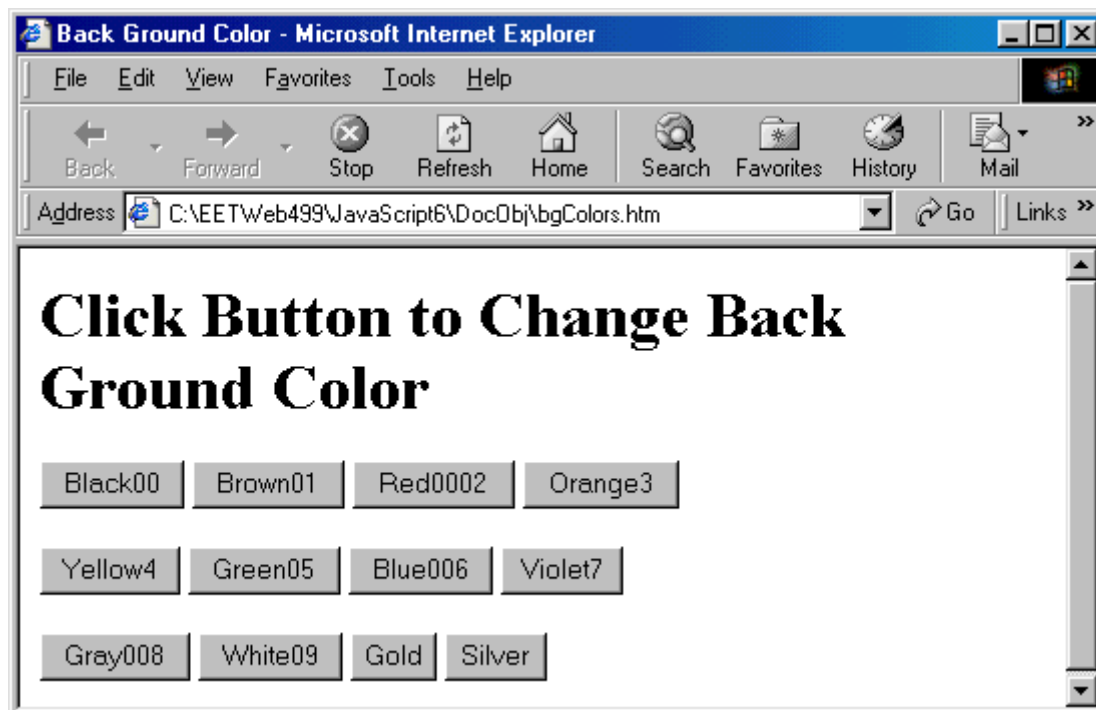 Back Ground Color - Microsoft Internet Explorer
File Edit View Favorites Tools Help
Back Forward Stop Refresh Home Search Favorites History Mail »
Address C:\EETWeb499\JavaScript6\DocObj\bgColors.htm Go Links »
Click Button to Change Back
Ground Color
Black00 Brown01 Red0002 Orange3
Yellow4 Green05 Blue006 Violet7
Gray008 White09 Gold Silver